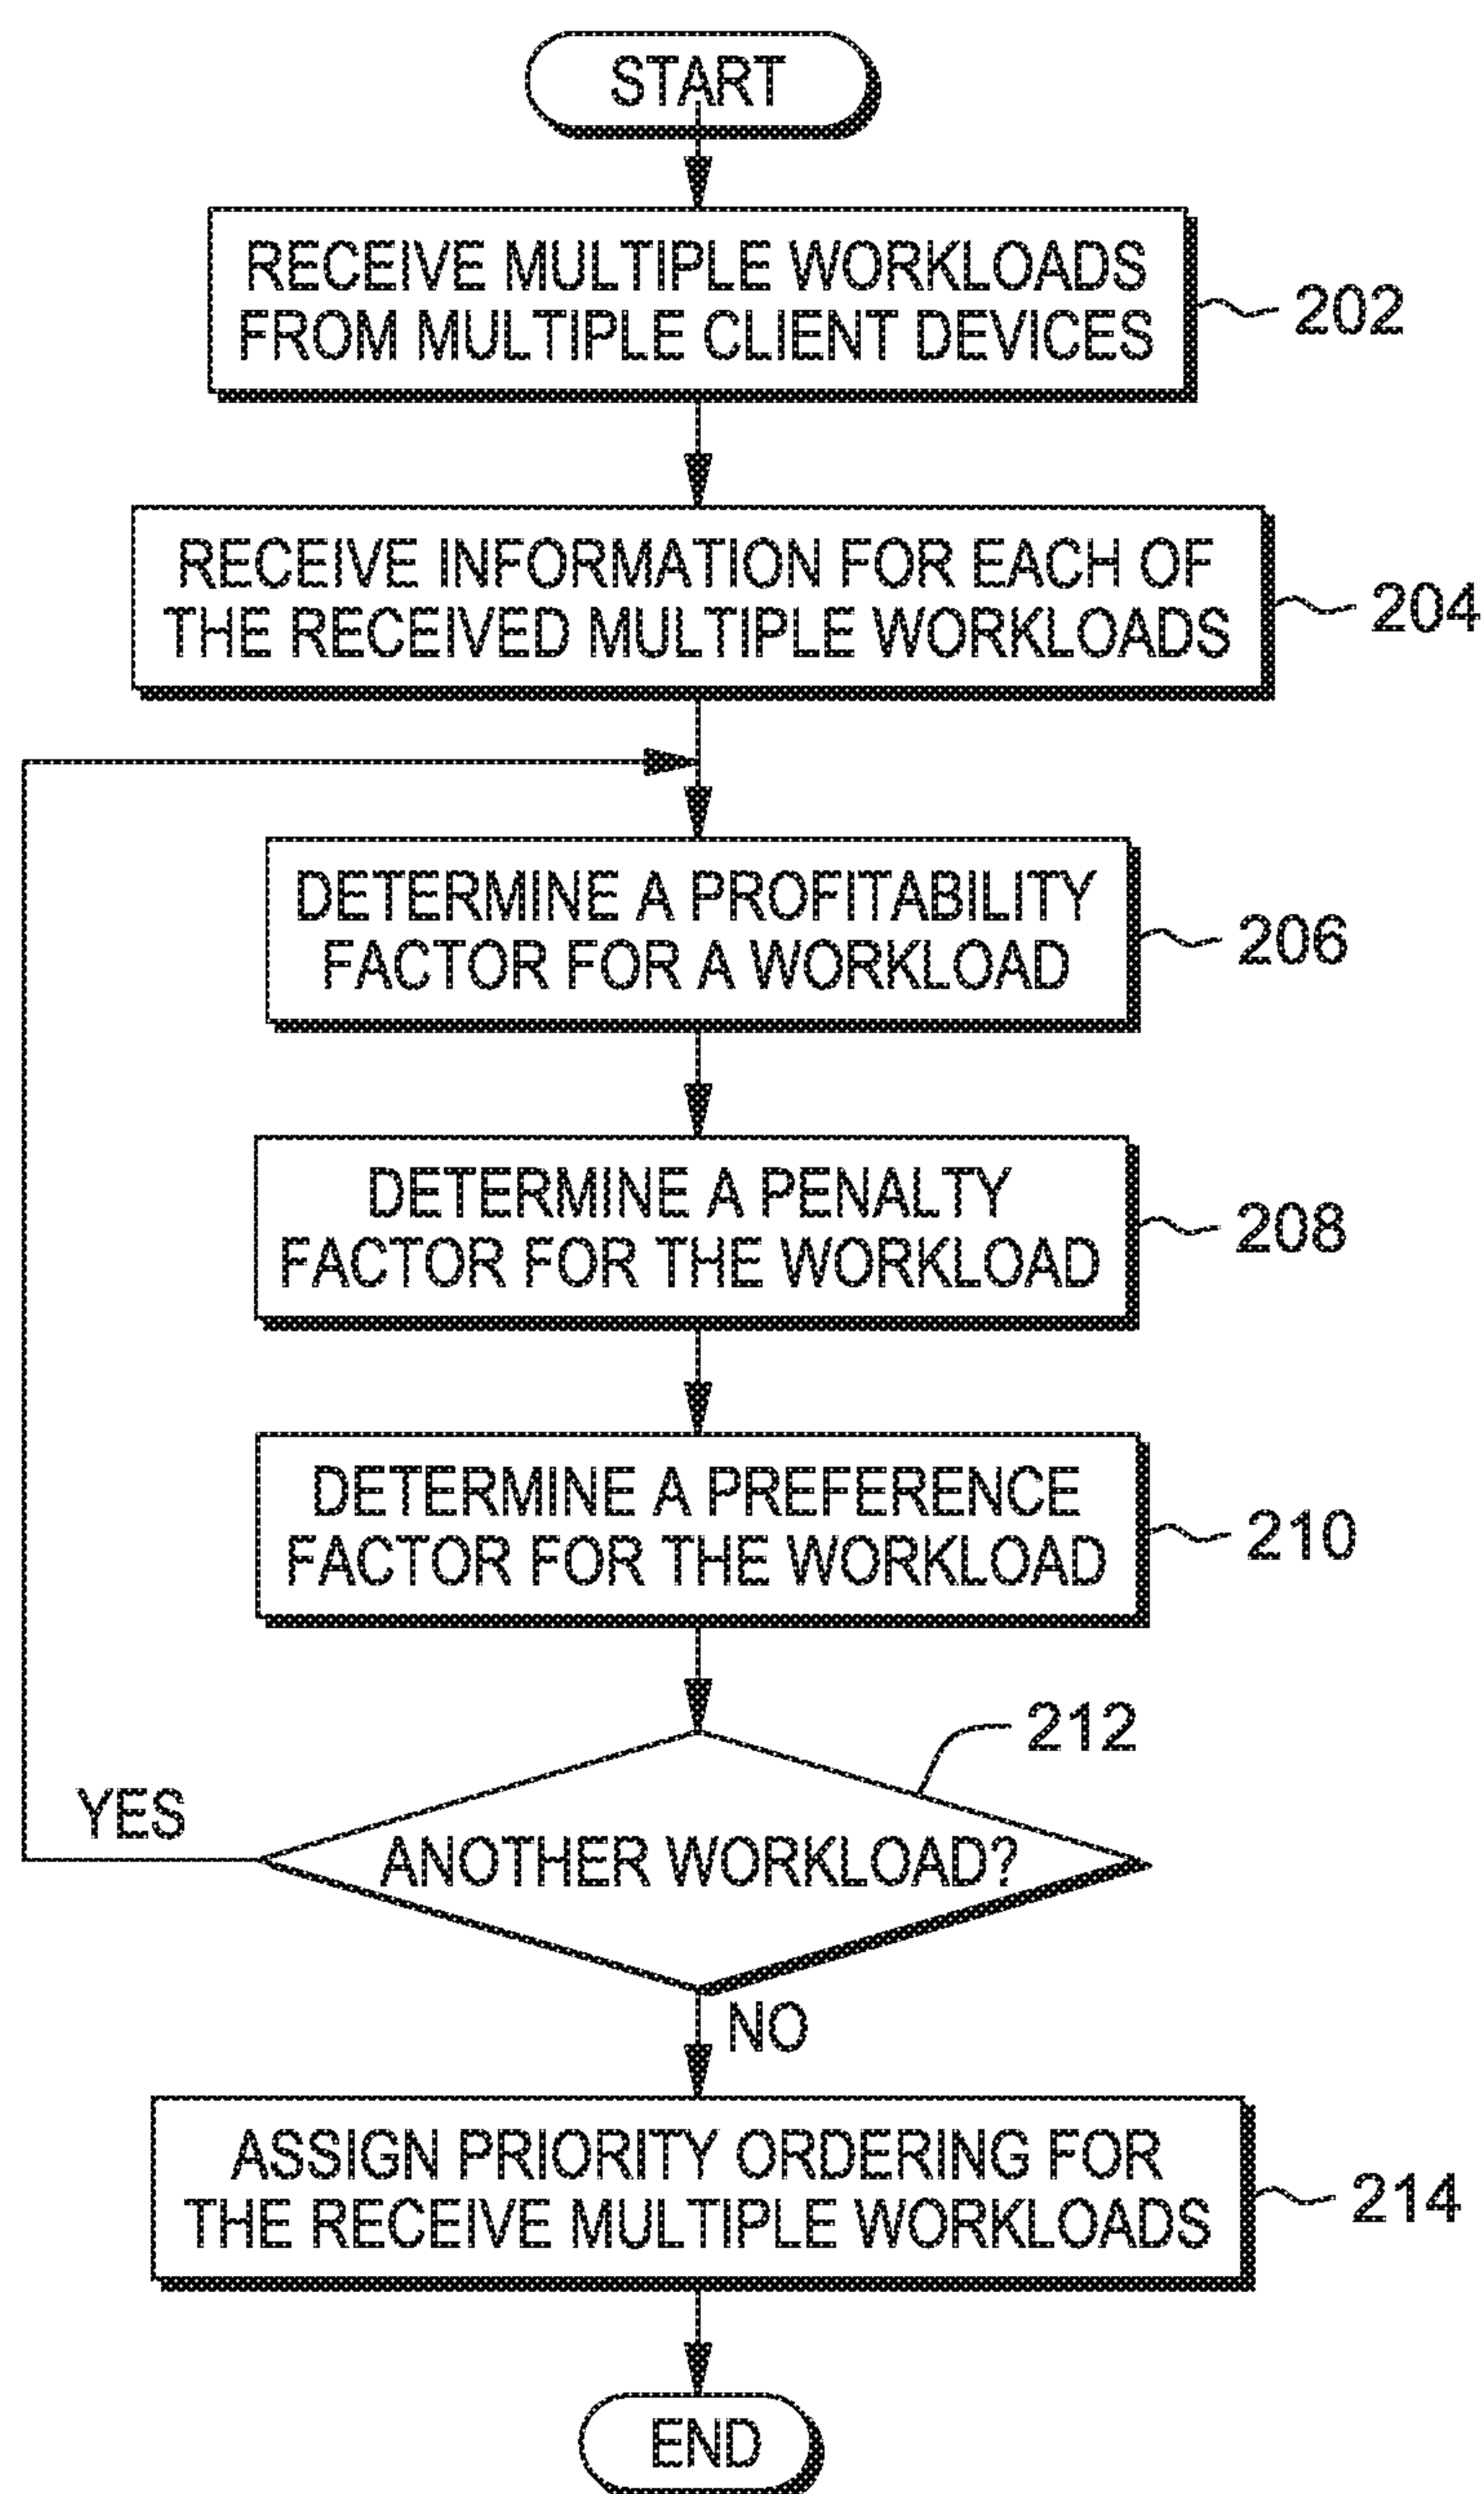 START
RECEIVE MULTIPLE WORKLOADS
FROM MULTIPLE CLIENT DEVICES
202
RECEIVE INFORMATION FOR EACH OF
THE RECEIVED MULTIPLE WORKLOADS
204
DETERMINE A PROFITABILITY
FACTOR FOR A WORKLOAD
206
DETERMINE A PENALTY
FACTOR FOR THE WORKLOAD
208
DETERMINE A PREFERENCE
FACTOR FOR THE WORKLOAD
210
212
YES
ANOTHER WORKLOAD?
NO
ASSIGN PRIORITY ORDERING FOR
THE RECEIVE MULTIPLE WORKLOADS
214
END